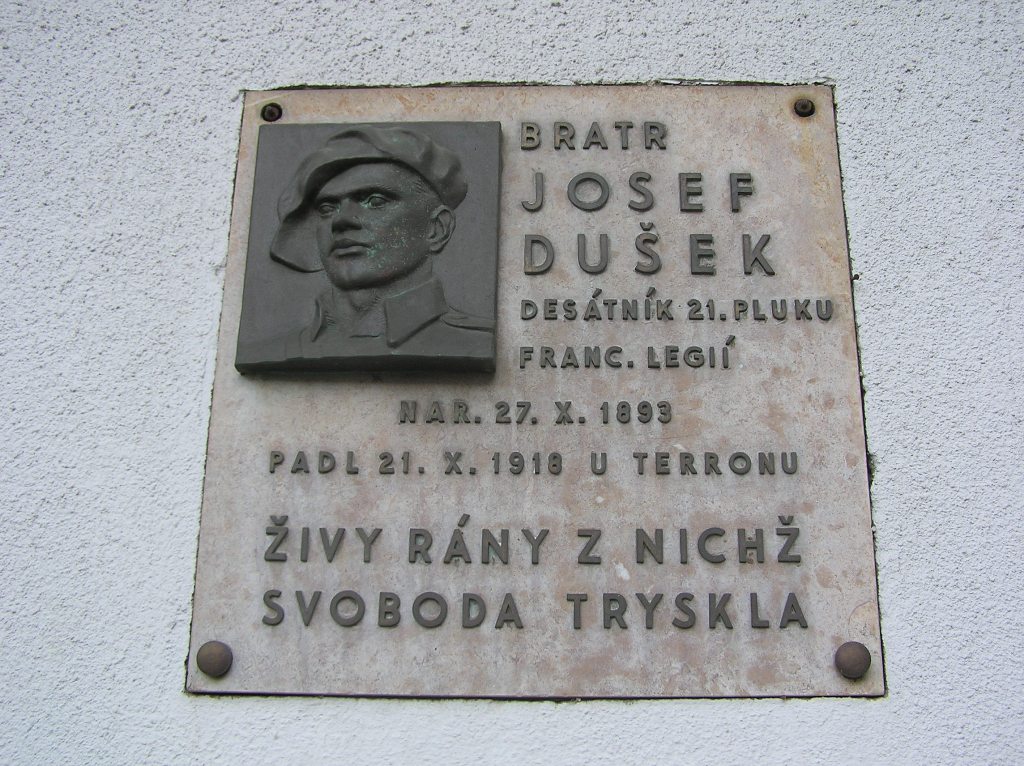 BRATR
JOSEF
DUŠEK
DESÁTNÍK 21. PLUKU
FRANC. LEGIÍ
NAR. 27. X. 1893
PADL 21. X. 1918 U TERRONU
ŽIVY RÁNY Z NICHŽ
SVOBODA TRYSKLA